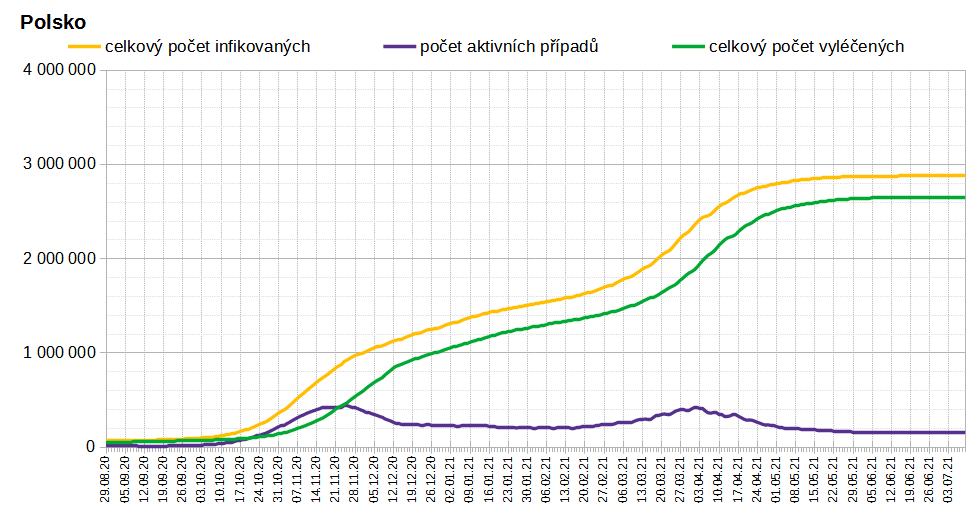 Polsko
celkový počet infikovaných počet aktivních případů celkový počet vyléčených
4 000 000
3 000 000
2 000 000
1 000 000
0
29.08.20 05.09.20 12.09.20 19.09.20 26.09.20 03.10.20 10.10.20 17.10.20 24.10.20 31.10.20 07.11.20 14.11.20 21.11.20 28.11.20 05.12.20 12.12.20 19.12.20 26.12.20 02.01.21 09.01.21 16.01.21 23.01.21 30.01.21 06.02.21 13.02.21 20.02.21 27.02.21 06.03.21 13.03.21 20.03.21 27.03.21 03.04.21 10.04.21 17.04.21 24.04.21 01.05.21 08.05.21 15.05.21 22.05.21 29.05.21 05.06.21 12.06.21 19.06.21 26.06.21 03.07.21